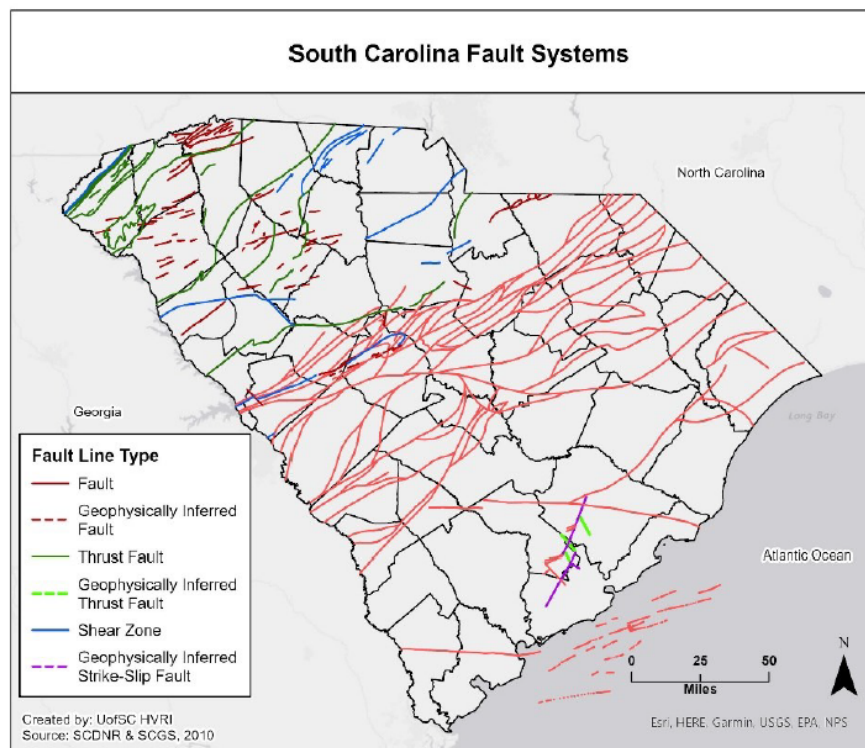 South Carolina Fault Systems
North Carolina
Georgia
Long Bay
Atlantic Ocean
Fault Line Type
Fault
Geophysically Inferred
Fault
Thrust Fault
Geophysically Inferred
Thrust Fault
Shear Zone
Geophysically Inferred
Strike-Slip Fault
N
0 25 50
Miles
Created by: UofSC HVRI
Source: SCDNR & SCGS, 2010
Esri, HERE, Garmin, USGS, EPA, NPS